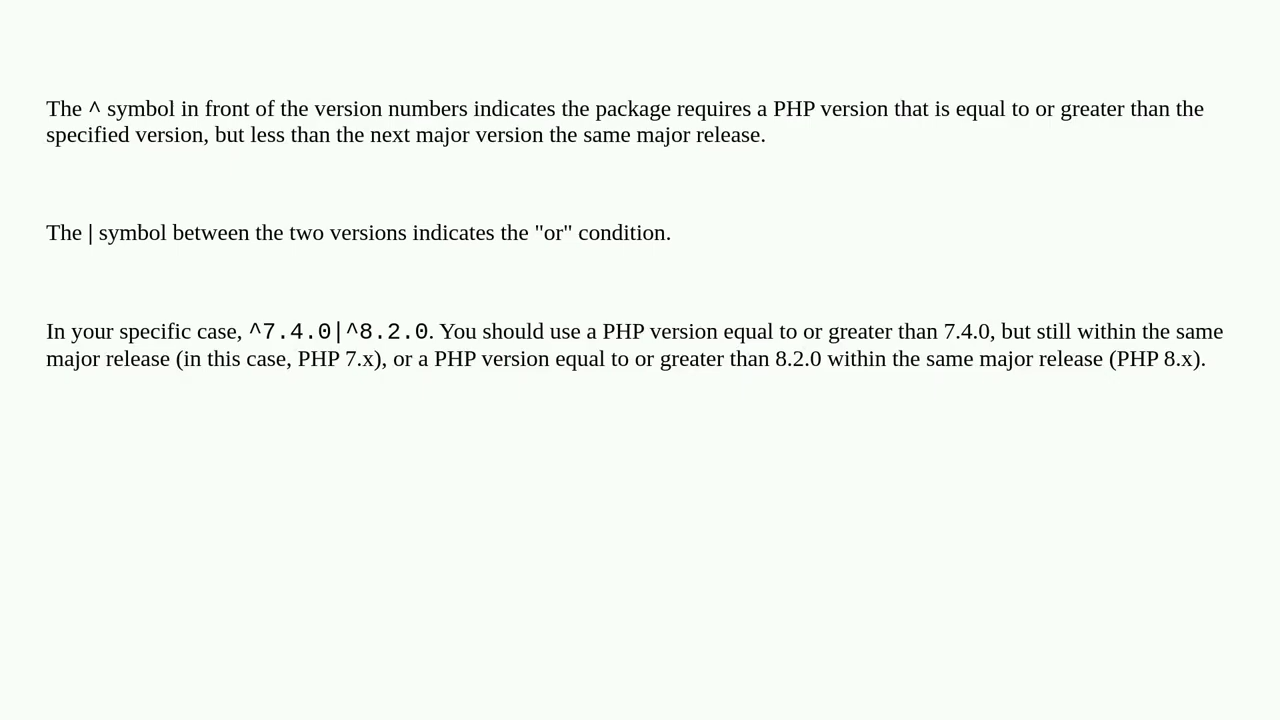 The ^ symbol in front of the version numbers indicates the package requires a PHP version that is equal to or greater than the
specified version, but less than the next major version the same major release.
The | symbol between the two versions indicates the "or" condition.
In your specific case, ^7.4.0|^8.2.0. You should use a PHP version equal to or greater than 7.4.0, but still within the same
major release (in this case, PHP 7.x), or a PHP version equal to or greater than 8.2.0 within the same major release (PHP 8.x).